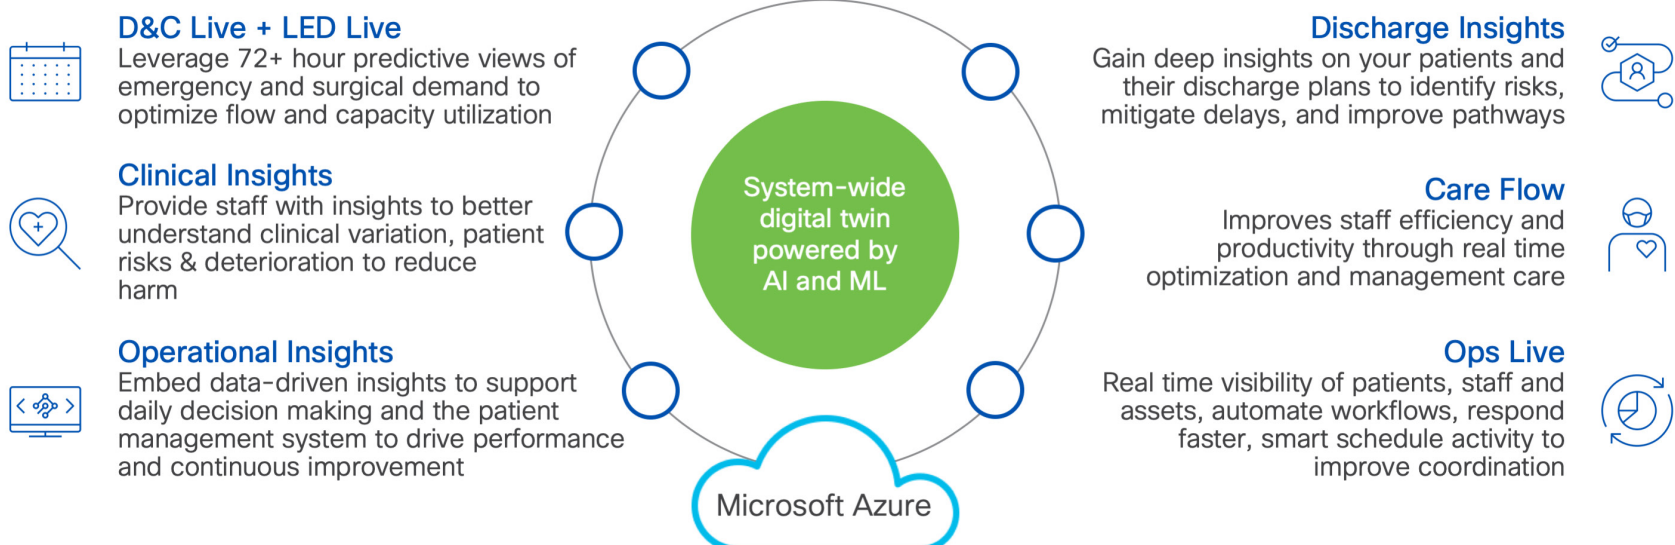 D&C Live + LED Live
Leverage 72+ hour predictive views of
emergency and surgical demand to
optimize flow and capacity utilization
Clinical Insights
Provide staff with insights to better
understand clinical variation, patient
risks & deterioration to reduce
harm
Operational Insights
Embed data-driven insights to support
daily decision making and the patient
management system to drive performance
and continuous improvement
System-wide
digital twin
powered by
AI and ML
Microsoft Azure
Discharge Insights
Gain deep insights on your patients and
their discharge plans to identify risks,
mitigate delays, and improve pathways
Care Flow
Improves staff efficiency and
productivity through real time
optimization and management care
Ops Live
Real time visibility of patients, staff and
assets, automate workflows, respond
faster, smart schedule activity to
improve coordination